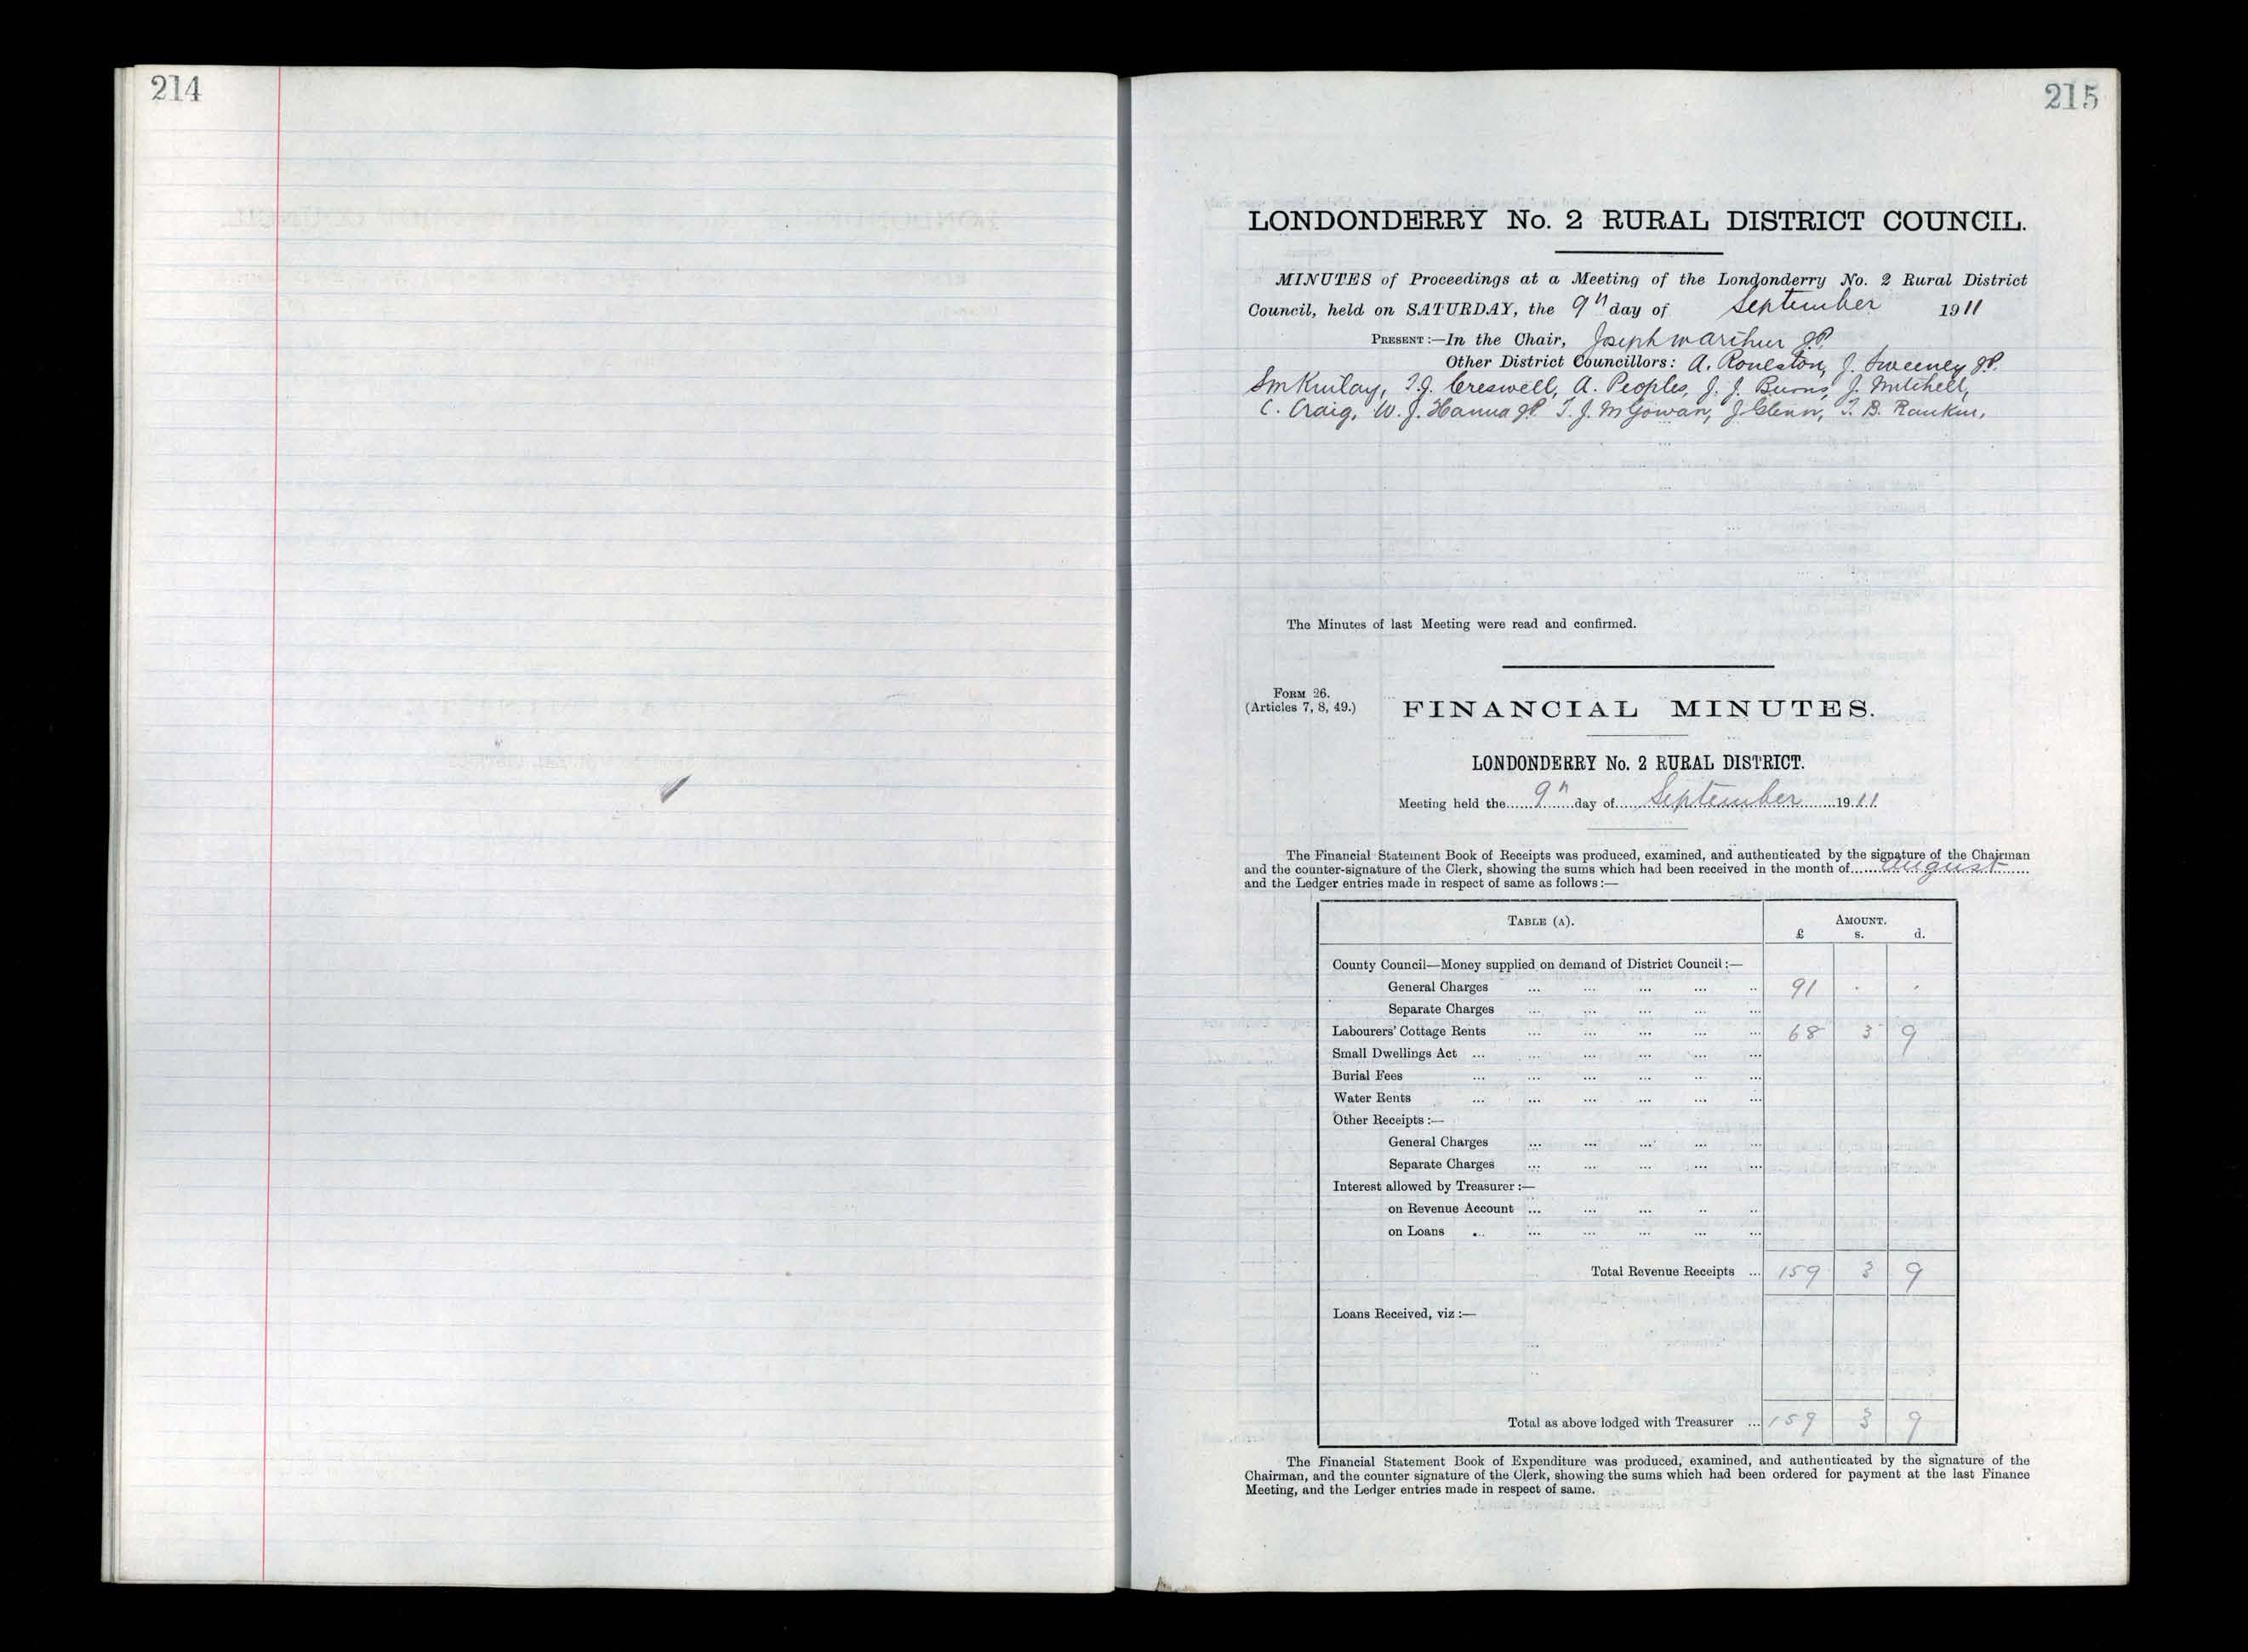 214
215
LONDONDERRY No. 2 RURAL DISTRICT COUNCIL.
MINUTES of Proceedings at a Meeting of the Londonderry No. 2 Rural District
Council, held on SATURDAY, the 9th day of September 1911
PRESENT :—In the Chair, Joseph McArthur J.P.
Other District Councillors: A. Roulston, J. Sweeney J.P.
T. J. Creswell, A. Peoples, J. J. Burns, J. Mitchell,
C. Craig, W. J. Hanna J.P. T. J. McGowan, J. Glenn, T. B. Rankin,
The Minutes of last Meeting were read and confirmed.
FORM 26.
(Articles 7, 8, 49.)
FINANCIAL MINUTES.
LONDONDERRY No. 2 RURAL DISTRICT.
Meeting held the......9th......day of......September......1911
The Financial Statement Book of Receipts was produced, examined, and authenticated by the signature of the Chairman
and the counter-signature of the Clerk, showing the sums which had been received in the month of......August......
and the Ledger entries made in respect of same as follows :—
TABLE (A). AMOUNT.
£ s. d.
County Council—Money supplied on demand of District Council :—
General Charges ... ... ... ... .. 91 . .
Separate Charges ... ... ... ... ...
Labourers' Cottage Rents ... ... ... ... ... 68 3 9
Small Dwellings Act ... ... ... ... ... ...
Burial Fees ... ... ... ... .. ...
Water Rents ... ... ... ... ... ...
Other Receipts :—
General Charges ... ... ... ... ...
Separate Charges ... ... ... ... ...
Interest allowed by Treasurer :—
on Revenue Account ... ... ... .. ..
on Loans ... ... ... ... ... ...
Total Revenue Receipts ... 159 3 9
Loans Received, viz :—
Total as above lodged with Treasurer ... 159 3 9
The Financial Statement Book of Expenditure was produced, examined, and authenticated by the signature of the
Chairman, and the counter signature of the Clerk, showing the sums which had been ordered for payment at the last Finance
Meeting, and the Ledger entries made in respect of same.